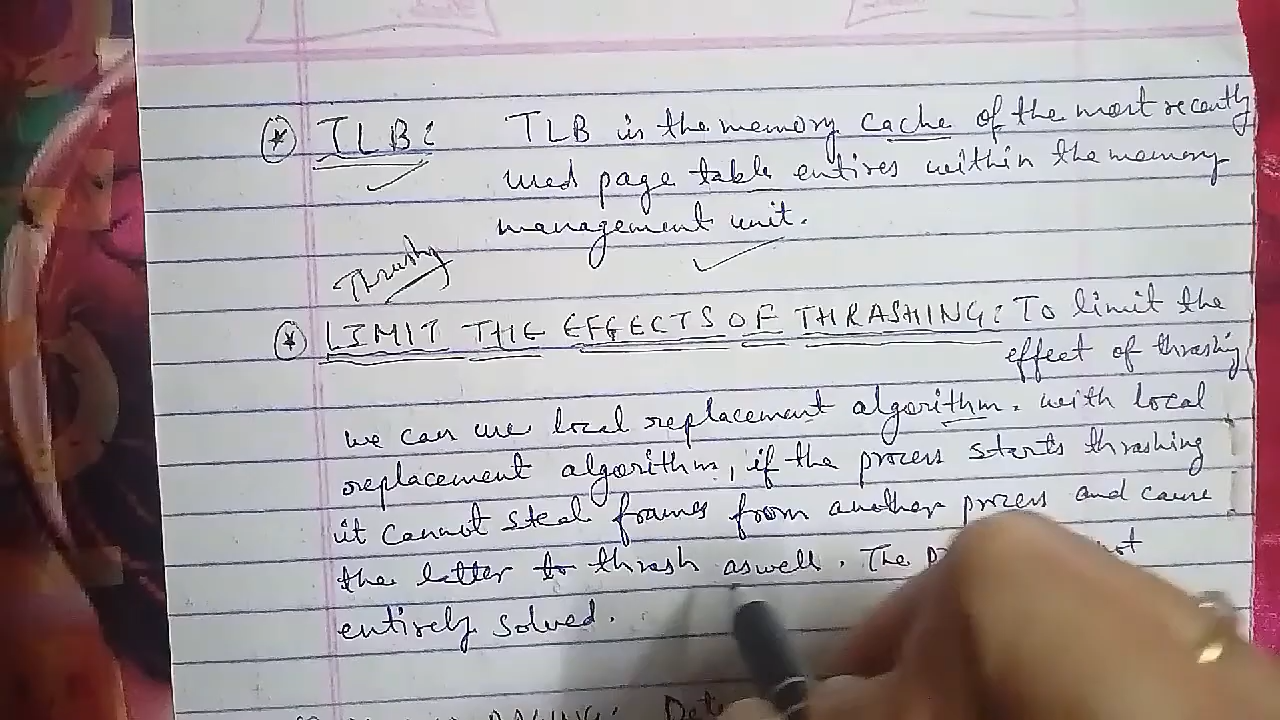 TLB: TLB is the memory cache of the most recently
used page table entires within the memory
management unit.
Thrashing
LIMIT THE EFFECTS OF THRASHING: To limit the
effect of thrashing
we can use local replacement algorithm. with local
replacement algorithm, if the process starts thrashing
it cannot steal frames from another process and cause
the latter to thrash aswell. The not
entirely solved.
PAGING: